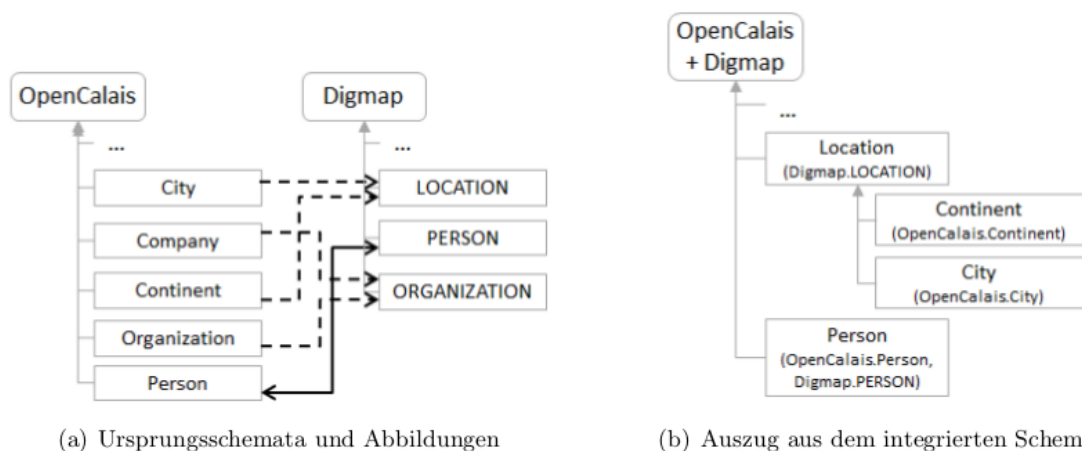 OpenCalais
...
City
Company
Continent
Organization
Person
Digmap
...
LOCATION
PERSON
ORGANIZATION
(a) Ursprungsschemata und Abbildungen
OpenCalais
+ Digmap
...
Location
(Digmap.LOCATION)
Continent
(OpenCalais.Continent)
City
(OpenCalais.City)
Person
(OpenCalais.Person,
Digmap.PERSON)
(b) Auszug aus dem integrierten Schem